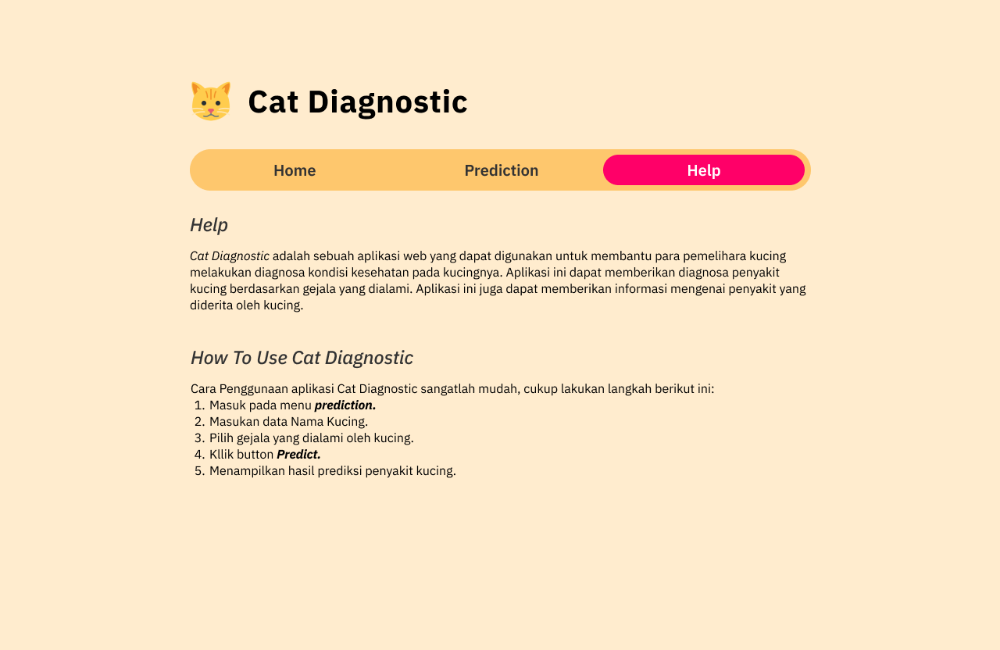 Cat Diagnostic
Home Prediction Help
Help
Cat Diagnostic adalah sebuah aplikasi web yang dapat digunakan untuk membantu para pemelihara kucing
melakukan diagnosa kondisi kesehatan pada kucingnya. Aplikasi ini dapat memberikan diagnosa penyakit
kucing berdasarkan gejala yang dialami. Aplikasi ini juga dapat memberikan informasi mengenai penyakit yang
diderita oleh kucing.
How To Use Cat Diagnostic
Cara Penggunaan aplikasi Cat Diagnostic sangatlah mudah, cukup lakukan langkah berikut ini:
1. Masuk pada menu prediction.
2. Masukan data Nama Kucing.
3. Pilih gejala yang dialami oleh kucing.
4. Kllik button Predict.
5. Menampilkan hasil prediksi penyakit kucing.